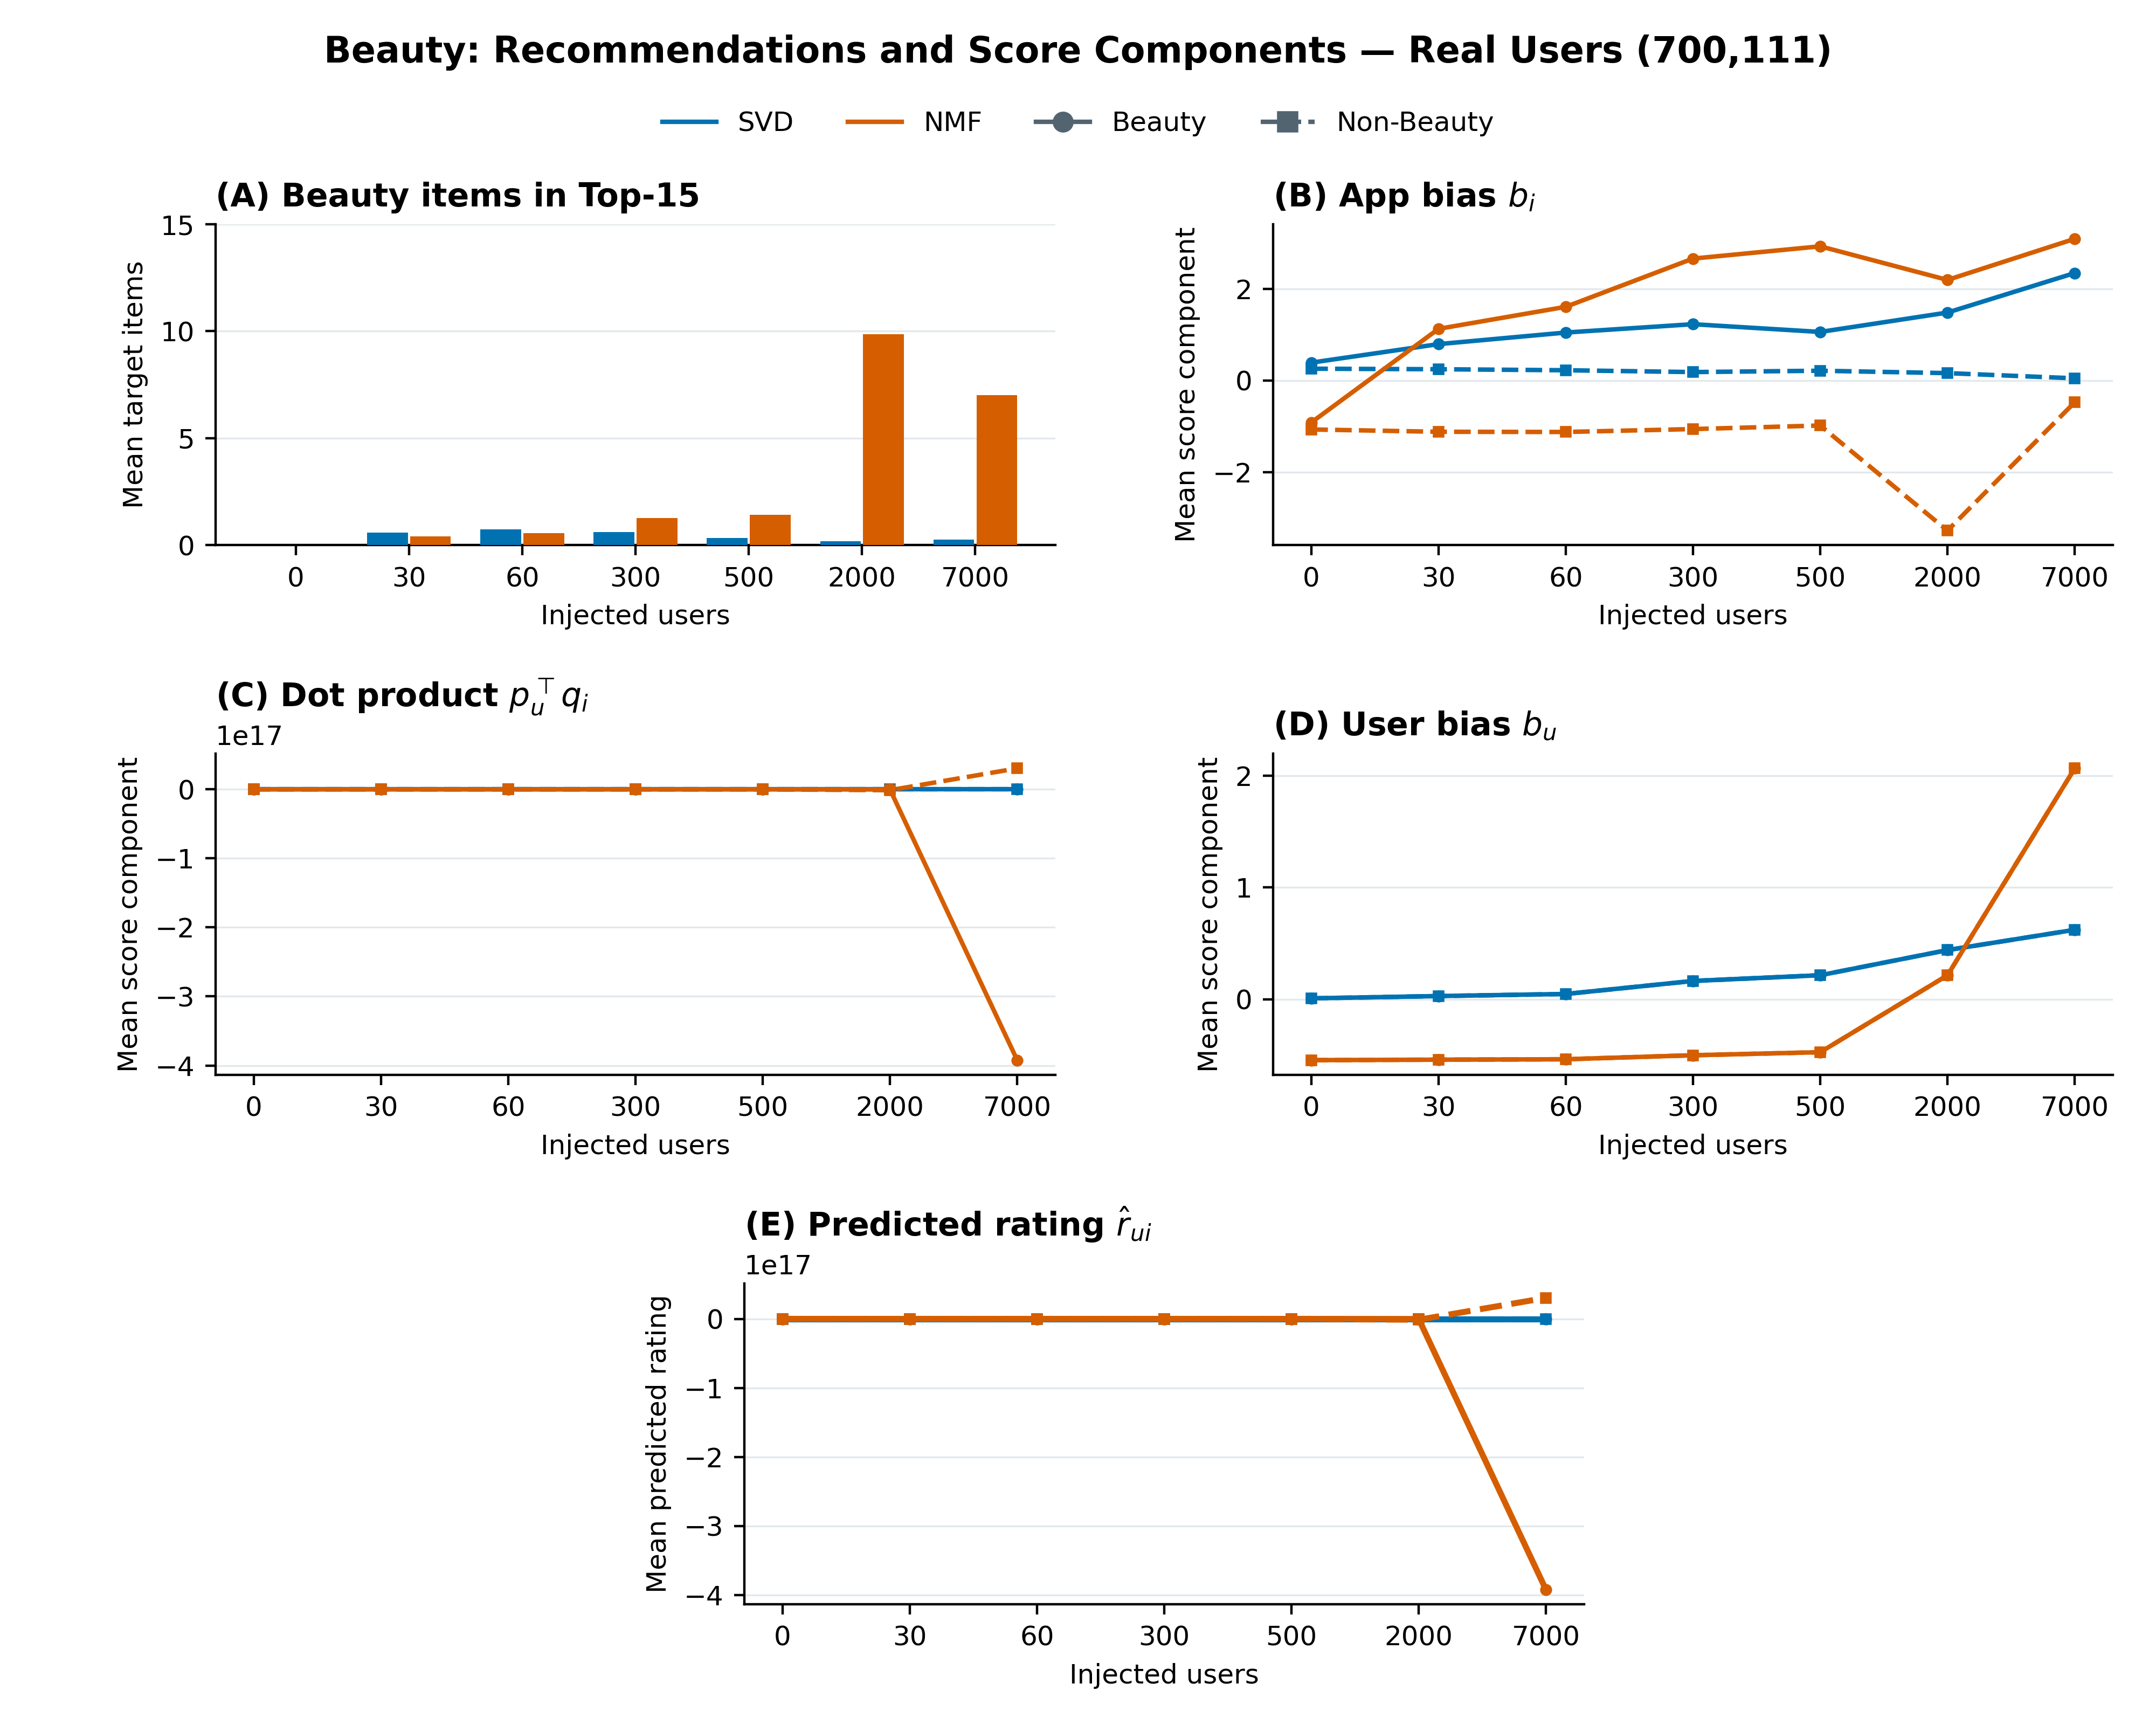 Beauty: Recommendations and Score Components — Real Users (700,111)
SVD NMF Beauty Non-Beauty
(A) Beauty items in Top-15
Mean target items
15
10
5
0
0 30 60 300 500 2000 7000
Injected users
(B) App bias b_i
Mean score component
2
0
−2
0 30 60 300 500 2000 7000
Injected users
(C) Dot product p_u^⊤ q_i
1e17
Mean score component
0
−1
−2
−3
−4
0 30 60 300 500 2000 7000
Injected users
(D) User bias b_u
Mean score component
2
1
0
0 30 60 300 500 2000 7000
Injected users
(E) Predicted rating r̂_ui
1e17
Mean predicted rating
0
−1
−2
−3
−4
0 30 60 300 500 2000 7000
Injected users